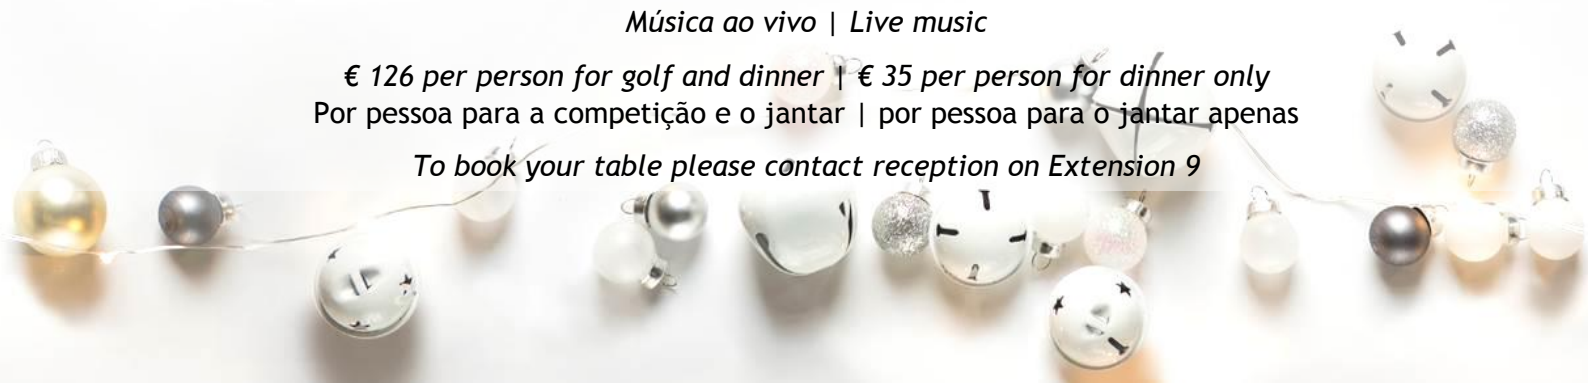 Música ao vivo | Live music
€ 126 per person for golf and dinner | € 35 per person for dinner only
Por pessoa para a competição e o jantar | por pessoa para o jantar apenas
To book your table please contact reception on Extension 9